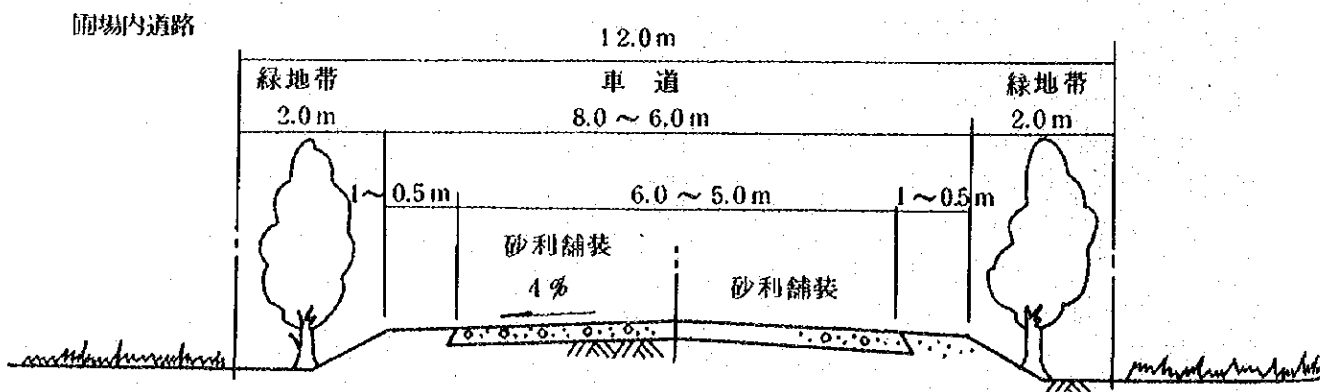 圃場内道路
12.0m
緑地帯 車道 緑地帯
2.0m 8.0～6.0m 2.0m
1～0.5m 6.0～5.0m 1～0.5m
砂利舗装
4% 砂利舗装